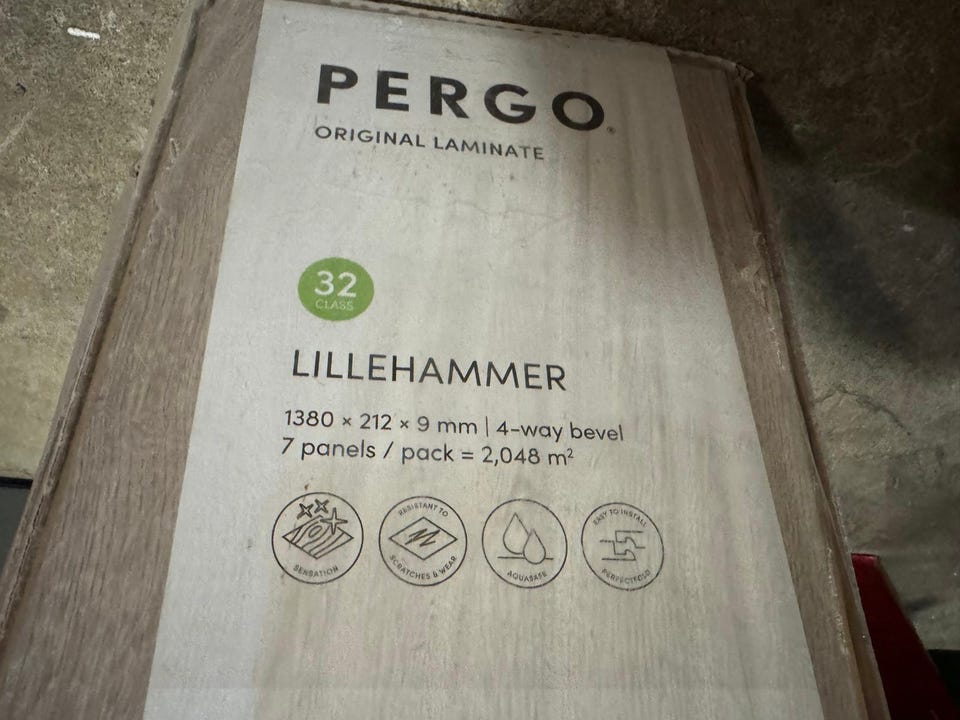 PERGO®
ORIGINAL LAMINATE
32
CLASS
LILLEHAMMER
1380 × 212 × 9 mm | 4-way bevel
7 panels / pack = 2,048 m²
SENSATION
RESISTANT TO
SCRATCHES & WEAR
AQUASAFE
EASY TO INSTALL
PERFECTFOLD